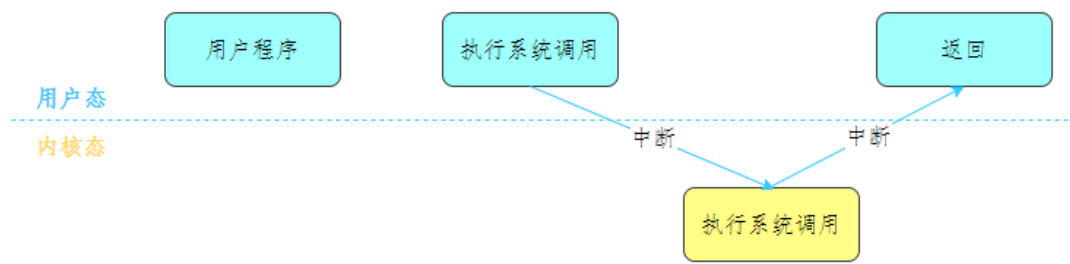 用户程序
执行系统调用
返回
用户态
内核态
中断
中断
执行系统调用